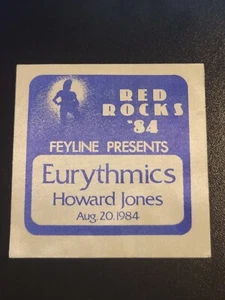 RED
ROCKS
'84
FEYLINE PRESENTS
Eurythmics
Howard Jones
Aug. 20. 1984